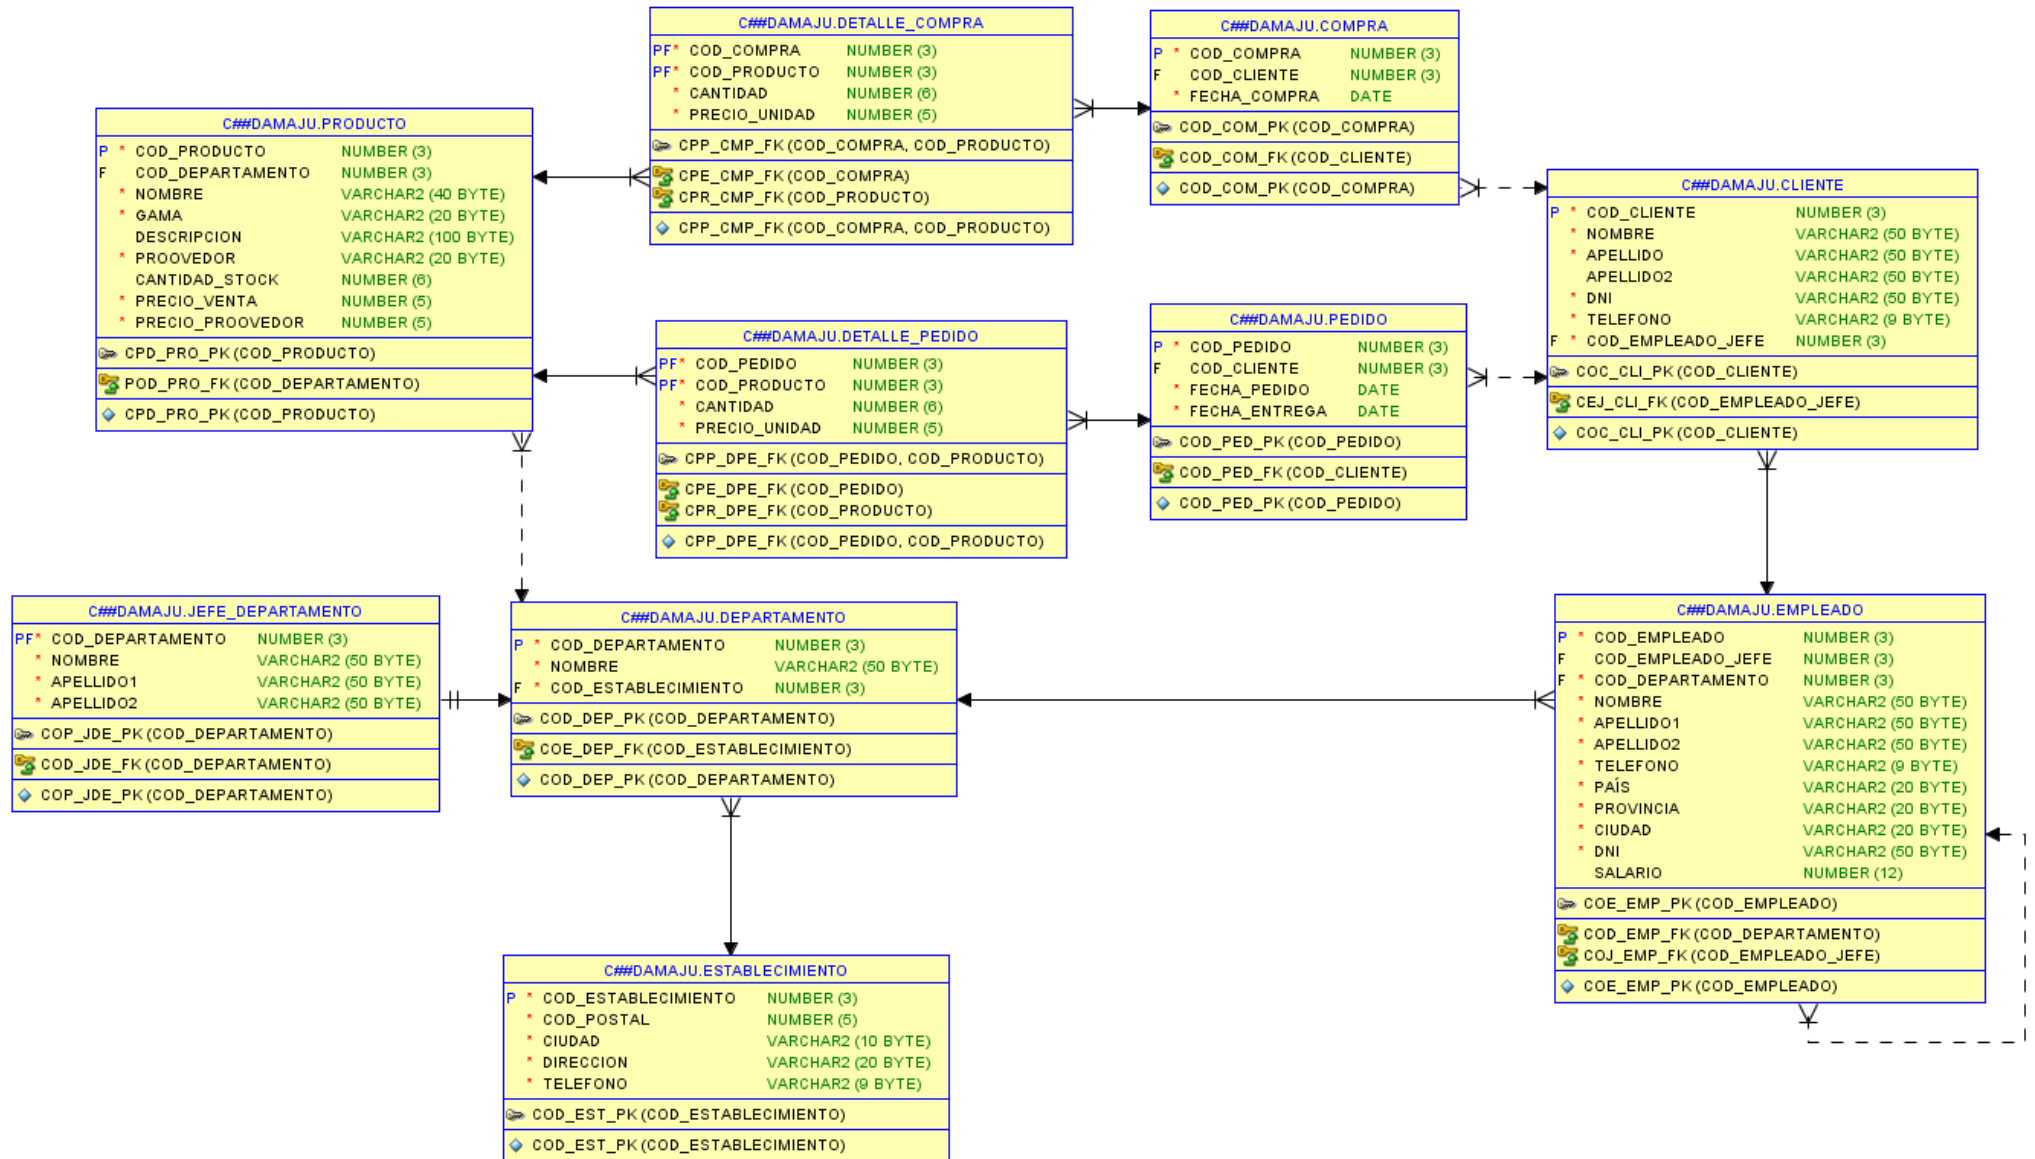 C##DAMAJU.DETALLE_COMPRA
PF* COD_COMPRA NUMBER (3)
PF* COD_PRODUCTO NUMBER (3)
* CANTIDAD NUMBER (6)
* PRECIO_UNIDAD NUMBER (5)
CPP_CMP_FK (COD_COMPRA, COD_PRODUCTO)
CPE_CMP_FK (COD_COMPRA)
CPR_CMP_FK (COD_PRODUCTO)
CPP_CMP_FK (COD_COMPRA, COD_PRODUCTO)
C##DAMAJU.COMPRA
P * COD_COMPRA NUMBER (3)
F COD_CLIENTE NUMBER (3)
* FECHA_COMPRA DATE
COD_COM_PK (COD_COMPRA)
COD_COM_FK (COD_CLIENTE)
COD_COM_PK (COD_COMPRA)
C##DAMAJU.PRODUCTO
P * COD_PRODUCTO NUMBER (3)
F COD_DEPARTAMENTO NUMBER (3)
* NOMBRE VARCHAR2 (40 BYTE)
* GAMA VARCHAR2 (20 BYTE)
DESCRIPCION VARCHAR2 (100 BYTE)
* PROOVEDOR VARCHAR2 (20 BYTE)
CANTIDAD_STOCK NUMBER (6)
* PRECIO_VENTA NUMBER (5)
* PRECIO_PROOVEDOR NUMBER (5)
CPD_PRO_PK (COD_PRODUCTO)
POD_PRO_FK (COD_DEPARTAMENTO)
CPD_PRO_PK (COD_PRODUCTO)
C##DAMAJU.CLIENTE
P * COD_CLIENTE NUMBER (3)
* NOMBRE VARCHAR2 (50 BYTE)
* APELLIDO VARCHAR2 (50 BYTE)
APELLIDO2 VARCHAR2 (50 BYTE)
* DNI VARCHAR2 (50 BYTE)
* TELEFONO VARCHAR2 (9 BYTE)
F * COD_EMPLEADO_JEFE NUMBER (3)
COC_CLI_PK (COD_CLIENTE)
CEJ_CLI_FK (COD_EMPLEADO_JEFE)
COC_CLI_PK (COD_CLIENTE)
C##DAMAJU.DETALLE_PEDIDO
PF* COD_PEDIDO NUMBER (3)
PF* COD_PRODUCTO NUMBER (3)
* CANTIDAD NUMBER (6)
* PRECIO_UNIDAD NUMBER (5)
CPP_DPE_FK (COD_PEDIDO, COD_PRODUCTO)
CPE_DPE_FK (COD_PEDIDO)
CPR_DPE_FK (COD_PRODUCTO)
CPP_DPE_FK (COD_PEDIDO, COD_PRODUCTO)
C##DAMAJU.PEDIDO
P * COD_PEDIDO NUMBER (3)
F COD_CLIENTE NUMBER (3)
* FECHA_PEDIDO DATE
* FECHA_ENTREGA DATE
COD_PED_PK (COD_PEDIDO)
COD_PED_FK (COD_CLIENTE)
COD_PED_PK (COD_PEDIDO)
C##DAMAJU.JEFE_DEPARTAMENTO
PF* COD_DEPARTAMENTO NUMBER (3)
* NOMBRE VARCHAR2 (50 BYTE)
* APELLIDO1 VARCHAR2 (50 BYTE)
* APELLIDO2 VARCHAR2 (50 BYTE)
COP_JDE_PK (COD_DEPARTAMENTO)
COD_JDE_FK (COD_DEPARTAMENTO)
COP_JDE_PK (COD_DEPARTAMENTO)
C##DAMAJU.DEPARTAMENTO
P * COD_DEPARTAMENTO NUMBER (3)
* NOMBRE VARCHAR2 (50 BYTE)
F * COD_ESTABLECIMIENTO NUMBER (3)
COD_DEP_PK (COD_DEPARTAMENTO)
COE_DEP_FK (COD_ESTABLECIMIENTO)
COD_DEP_PK (COD_DEPARTAMENTO)
C##DAMAJU.EMPLEADO
P * COD_EMPLEADO NUMBER (3)
F COD_EMPLEADO_JEFE NUMBER (3)
F * COD_DEPARTAMENTO NUMBER (3)
* NOMBRE VARCHAR2 (50 BYTE)
* APELLIDO1 VARCHAR2 (50 BYTE)
* APELLIDO2 VARCHAR2 (50 BYTE)
* TELEFONO VARCHAR2 (9 BYTE)
* PAÍS VARCHAR2 (20 BYTE)
* PROVINCIA VARCHAR2 (20 BYTE)
* CIUDAD VARCHAR2 (20 BYTE)
* DNI VARCHAR2 (50 BYTE)
SALARIO NUMBER (12)
COE_EMP_PK (COD_EMPLEADO)
COD_EMP_FK (COD_DEPARTAMENTO)
COJ_EMP_FK (COD_EMPLEADO_JEFE)
COE_EMP_PK (COD_EMPLEADO)
C##DAMAJU.ESTABLECIMIENTO
P * COD_ESTABLECIMIENTO NUMBER (3)
* COD_POSTAL NUMBER (5)
* CIUDAD VARCHAR2 (10 BYTE)
* DIRECCION VARCHAR2 (20 BYTE)
* TELEFONO VARCHAR2 (9 BYTE)
COD_EST_PK (COD_ESTABLECIMIENTO)
COD_EST_PK (COD_ESTABLECIMIENTO)